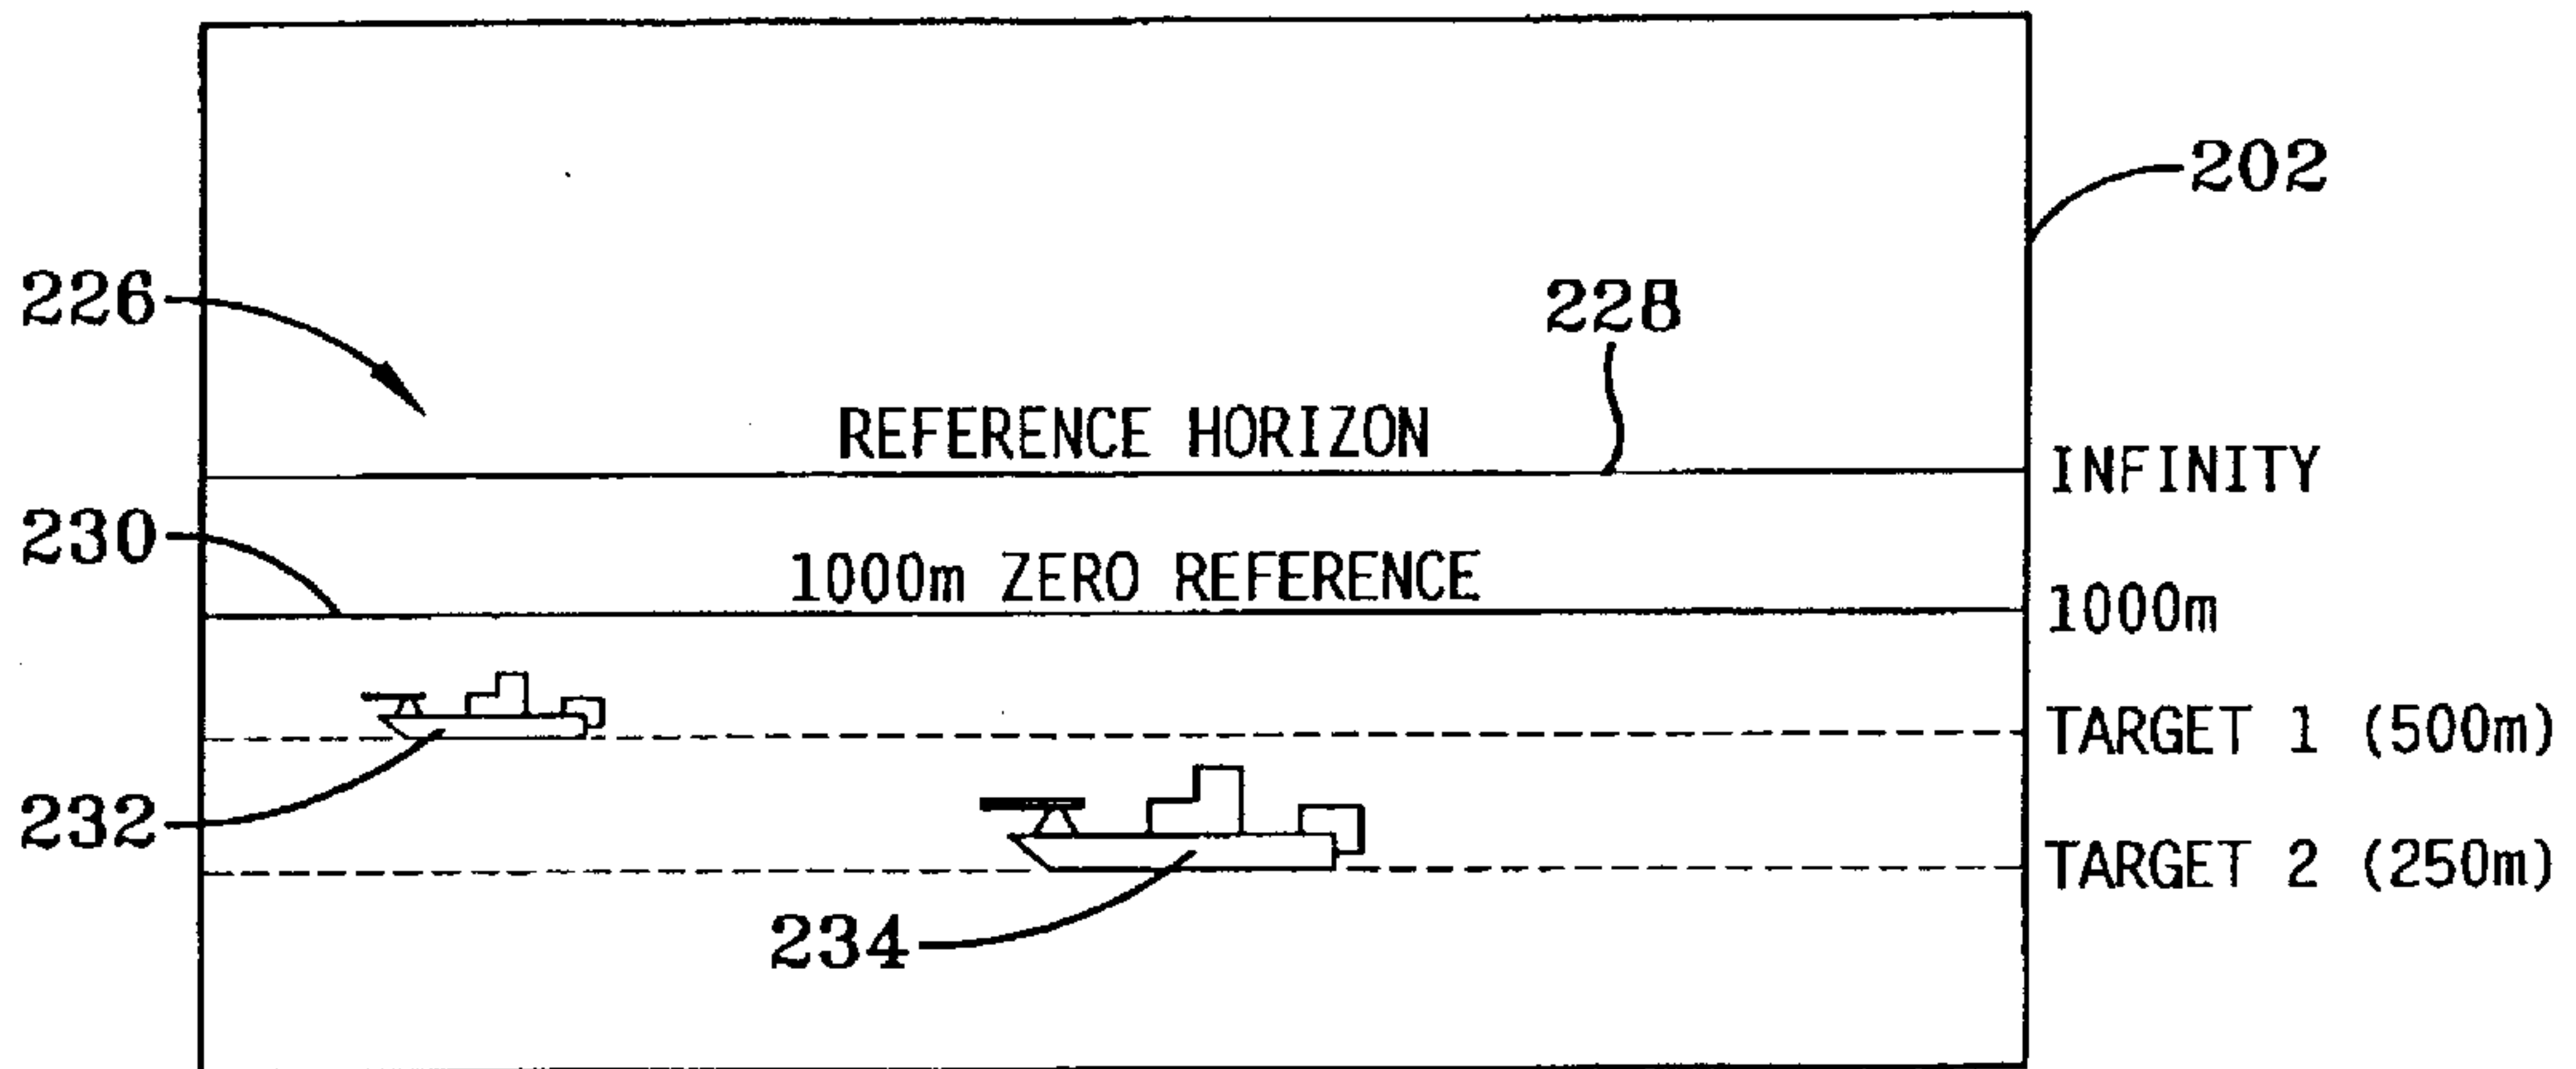 202
226
228
REFERENCE HORIZON
INFINITY
230
1000m ZERO REFERENCE
1000m
TARGET 1 (500m)
232
TARGET 2 (250m)
234